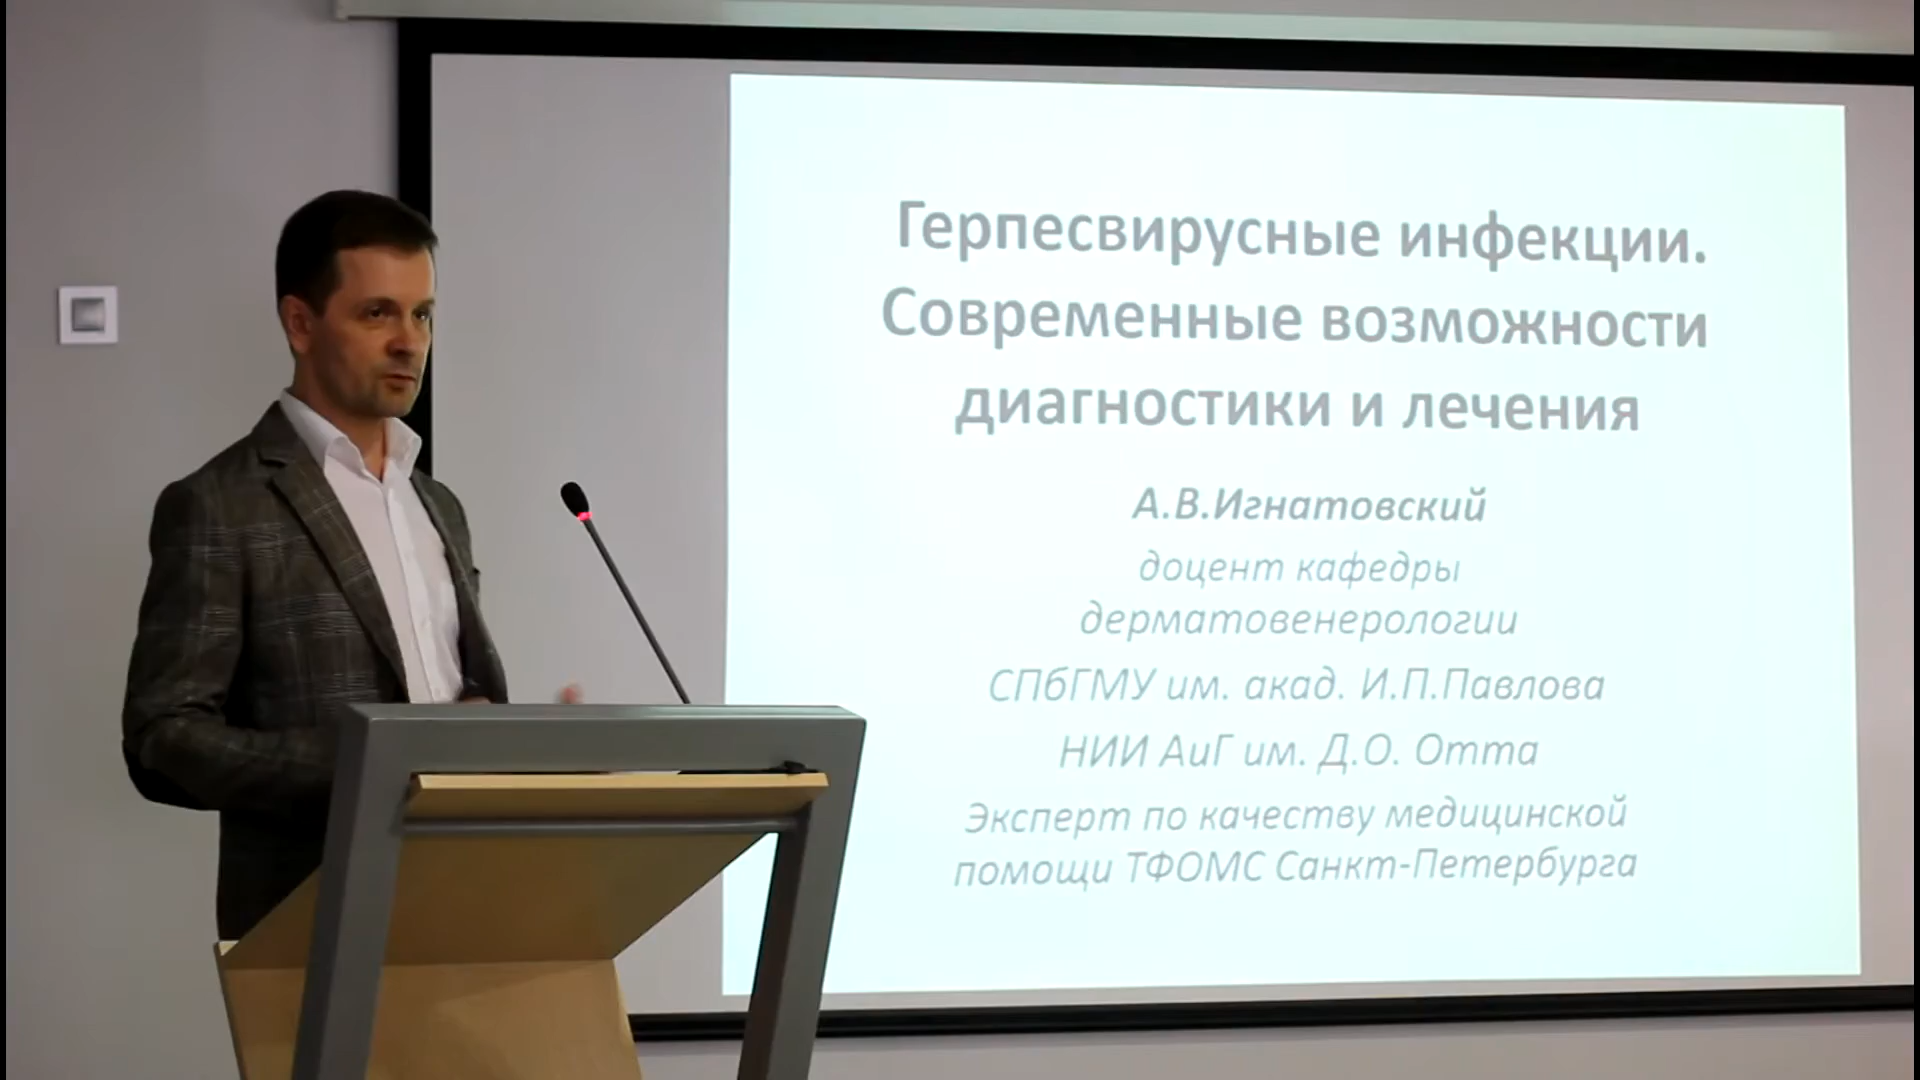 Герпесвирусные инфекции.
Современные возможности
диагностики и лечения
А.В.Игнатовский
доцент кафедры
дерматовенерологии
СПбГМУ им. акад. И.П.Павлова
НИИ АиГ им. Д.О. Отта
Эксперт по качеству медицинской
помощи ТФОМС Санкт-Петербурга